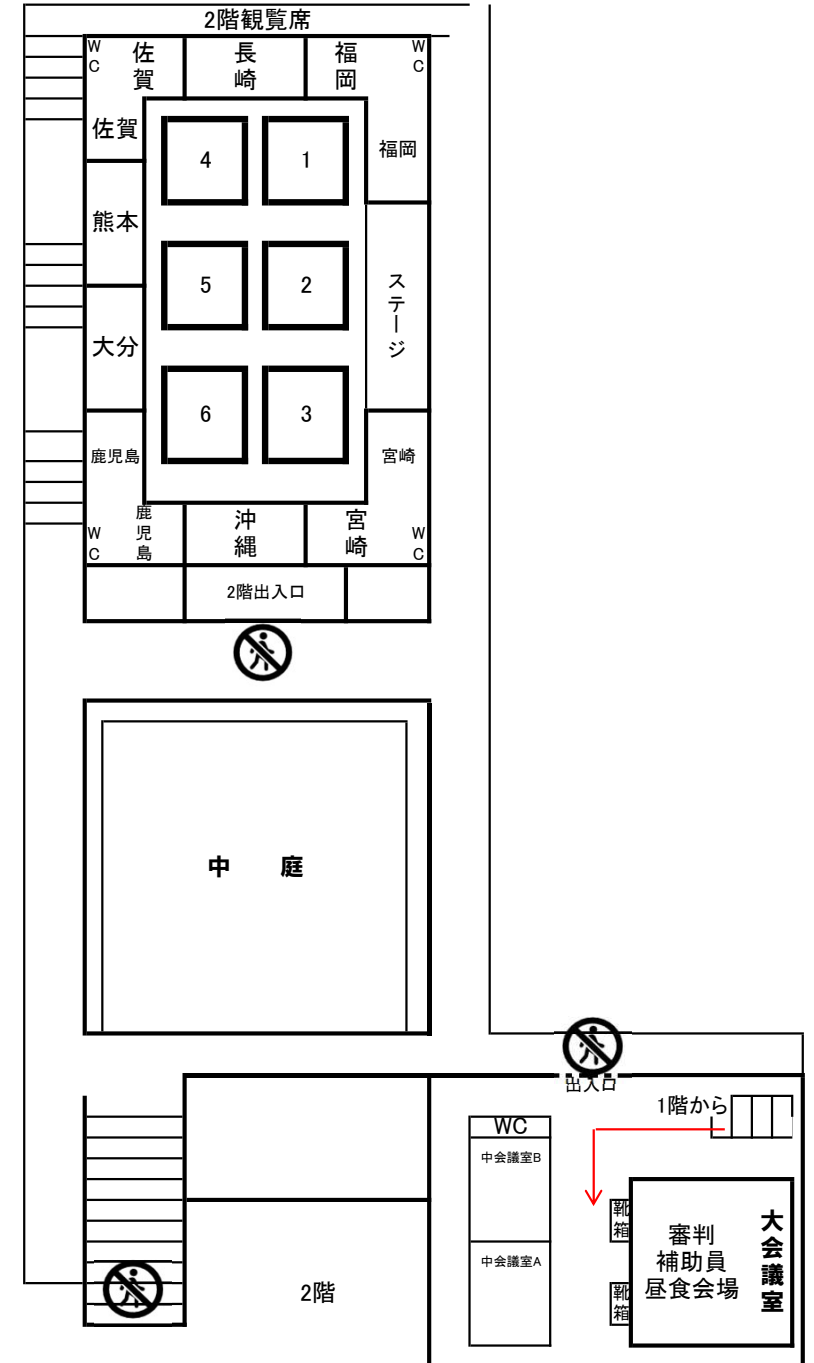 2階観覧席
WC
佐賀
長崎
福岡
WC
佐賀
福岡
4
1
熊本
5
2
ステージ
大分
6
3
鹿児島
宮崎
鹿児島
沖縄
宮崎
WC
WC
2階出入口
中 庭
出入口
1階から
WC
中会議室B
靴箱
審判
補助員
昼食会場
大会議室
中会議室A
靴箱
2階